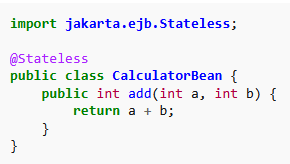 import jakarta.ejb.Stateless;
@Stateless
public class CalculatorBean {
    public int add(int a, int b) {
        return a + b;
    }
}